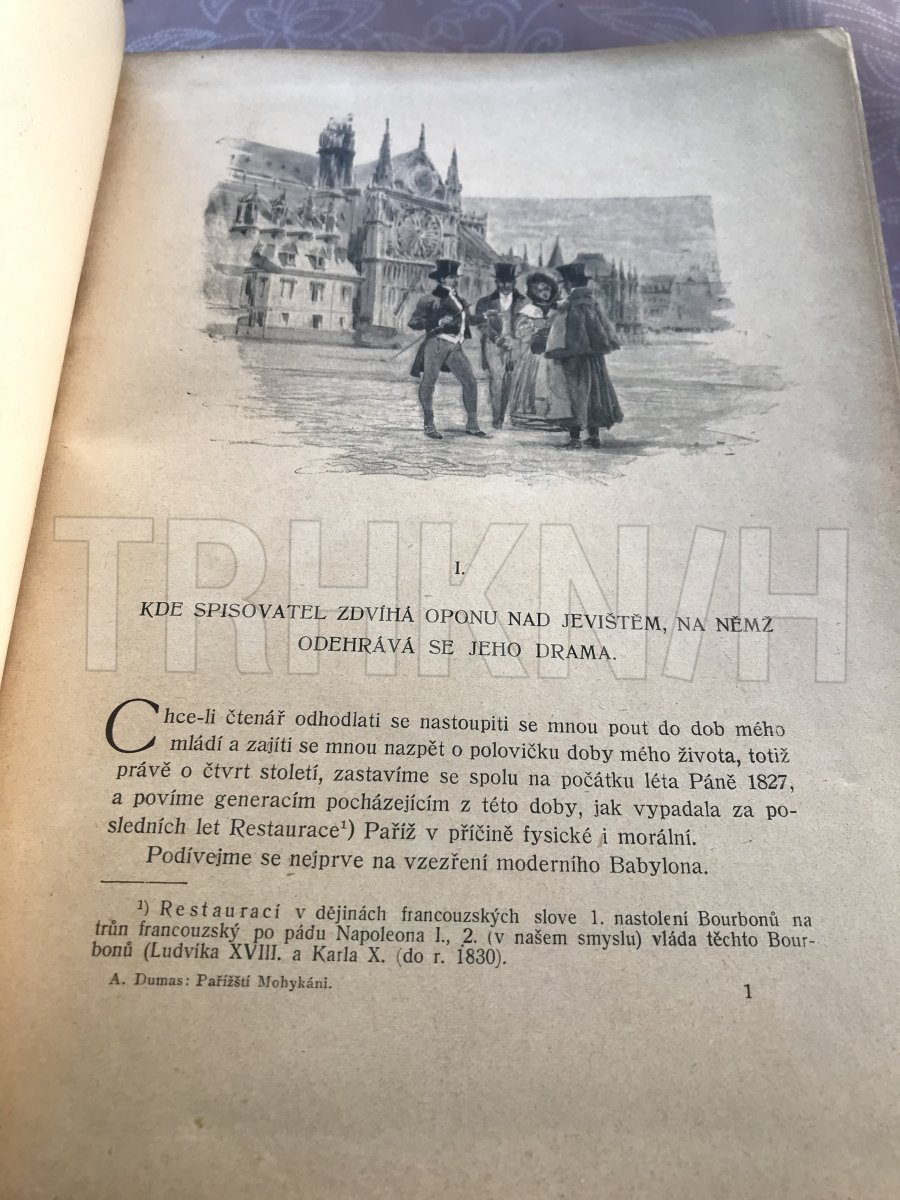 TRHKN/H
I.
KDE SPISOVATEL ZDVÍHÁ OPONU NAD JEVIŠTĚM, NA NĚMŽ
ODEHRÁVÁ SE JEHO DRAMA.
Chce-li čtenář odhodlati se nastoupiti se mnou pout do dob mého
mládí a zajíti se mnou nazpět o polovičku doby mého života, totiž
právě o čtvrt století, zastavíme se spolu na počátku léta Páně 1827,
a povíme generacím pocházejícím z této doby, jak vypadala za po-
sledních let Restaurace¹) Paříž v příčině fysické i morální.
Podívejme se nejprve na vzezření moderního Babylona.
¹) Restaurací v dějinách francouzských slove 1. nastolení Bourbonů na
trůn francouzský po pádu Napoleona I., 2. (v našem smyslu) vláda těchto Bour-
bonů (Ludvíka XVIII. a Karla X. (do r. 1830).
A. Dumas: Pařížští Mohykáni.
1